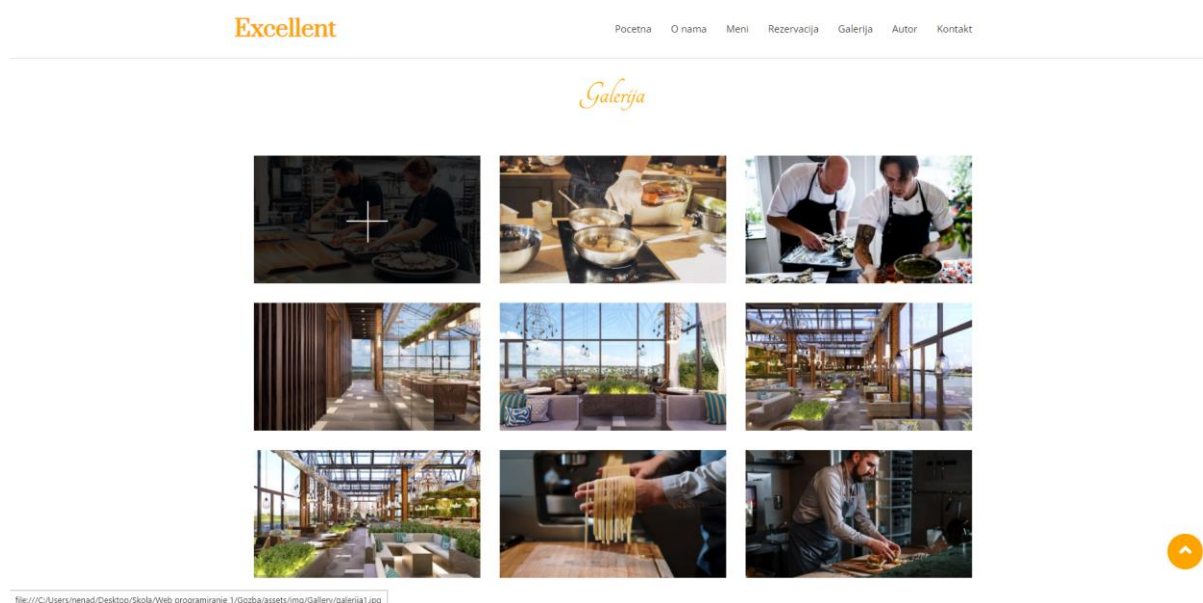 Excellent
Pocetna O nama Meni Rezervacija Galerija Autor Kontakt
Galerija
file:///C:/Users/nenad/Desktop/Skola/Web programiranje 1/Gozba/assets/img/Gallery/galerija1.jpg